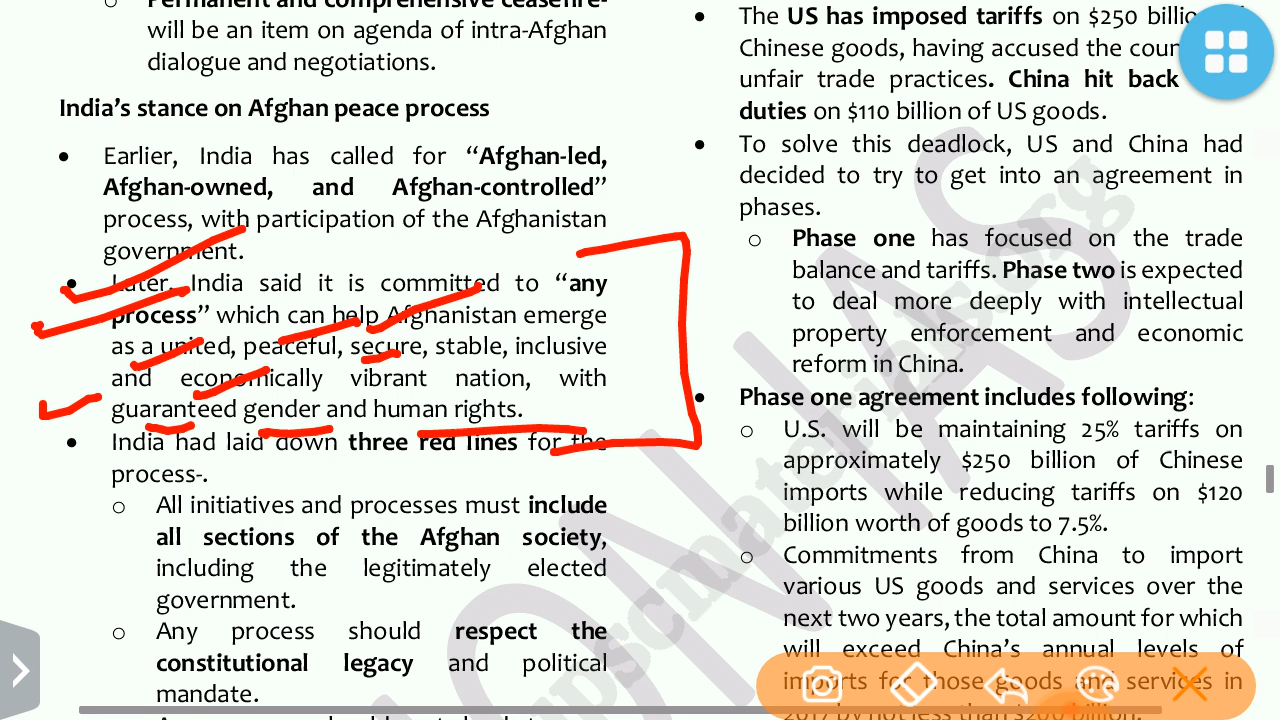 Permanent and comprehensive ceasefire-
will be an item on agenda of intra-Afghan
dialogue and negotiations.
India's stance on Afghan peace process
Earlier, India has called for "Afghan-led,
Afghan-owned, and Afghan-controlled"
process, with participation of the Afghanistan
government.
Later, India said it is committed to "any
process" which can help Afghanistan emerge
as a united, peaceful, secure, stable, inclusive
and economically vibrant nation, with
guaranteed gender and human rights.
India had laid down three red lines for the
process-.
All initiatives and processes must include
all sections of the Afghan society,
including the legitimately elected
government.
Any process should respect the
constitutional legacy and political
mandate.
The US has imposed tariffs on $250
Chinese goods, having accused the
unfair trade practices. China hit back
duties on $110 billion of US goods.
To solve this deadlock, US and China had
decided to try to get into an agreement in
phases.
Phase one has focused on the trade
balance and tariffs. Phase two is expected
to deal more deeply with intellectual
property enforcement and economic
reform in China.
Phase one agreement includes following:
U.S. will be maintaining 25% tariffs on
approximately $250 billion of Chinese
imports while reducing tariffs on $120
billion worth of goods to 7.5%.
Commitments from China to import
various US goods and services over the
next two years, the total amount for which
will exceed China's annual levels of
imports for those goods and services in
2017 by not less than $200 billion.